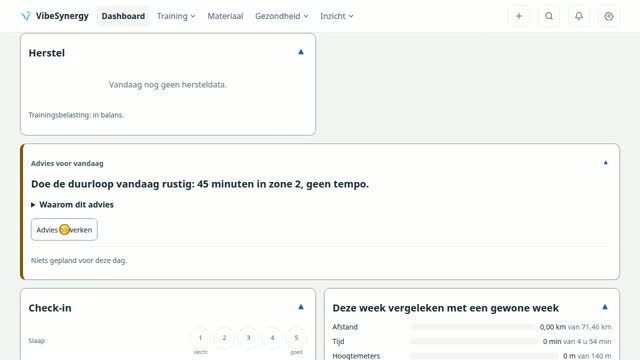 VibeSynergy Dashboard Training Materiaal Gezondheid Inzicht
Herstel
Vandaag nog geen hersteldata.
Trainingsbelasting: in balans.
Advies voor vandaag
Doe de duurloop vandaag rustig: 45 minuten in zone 2, geen tempo.
Waarom dit advies
Advies werken
Niets gepland voor deze dag.
Check-in
Slaap
1 2 3 4 5
slecht goed
Deze week vergeleken met een gewone week
Afstand 0,00 km van 71,46 km
Tijd 0 min van 4 u 54 min
Hoogtemeters 0 m van 140 m